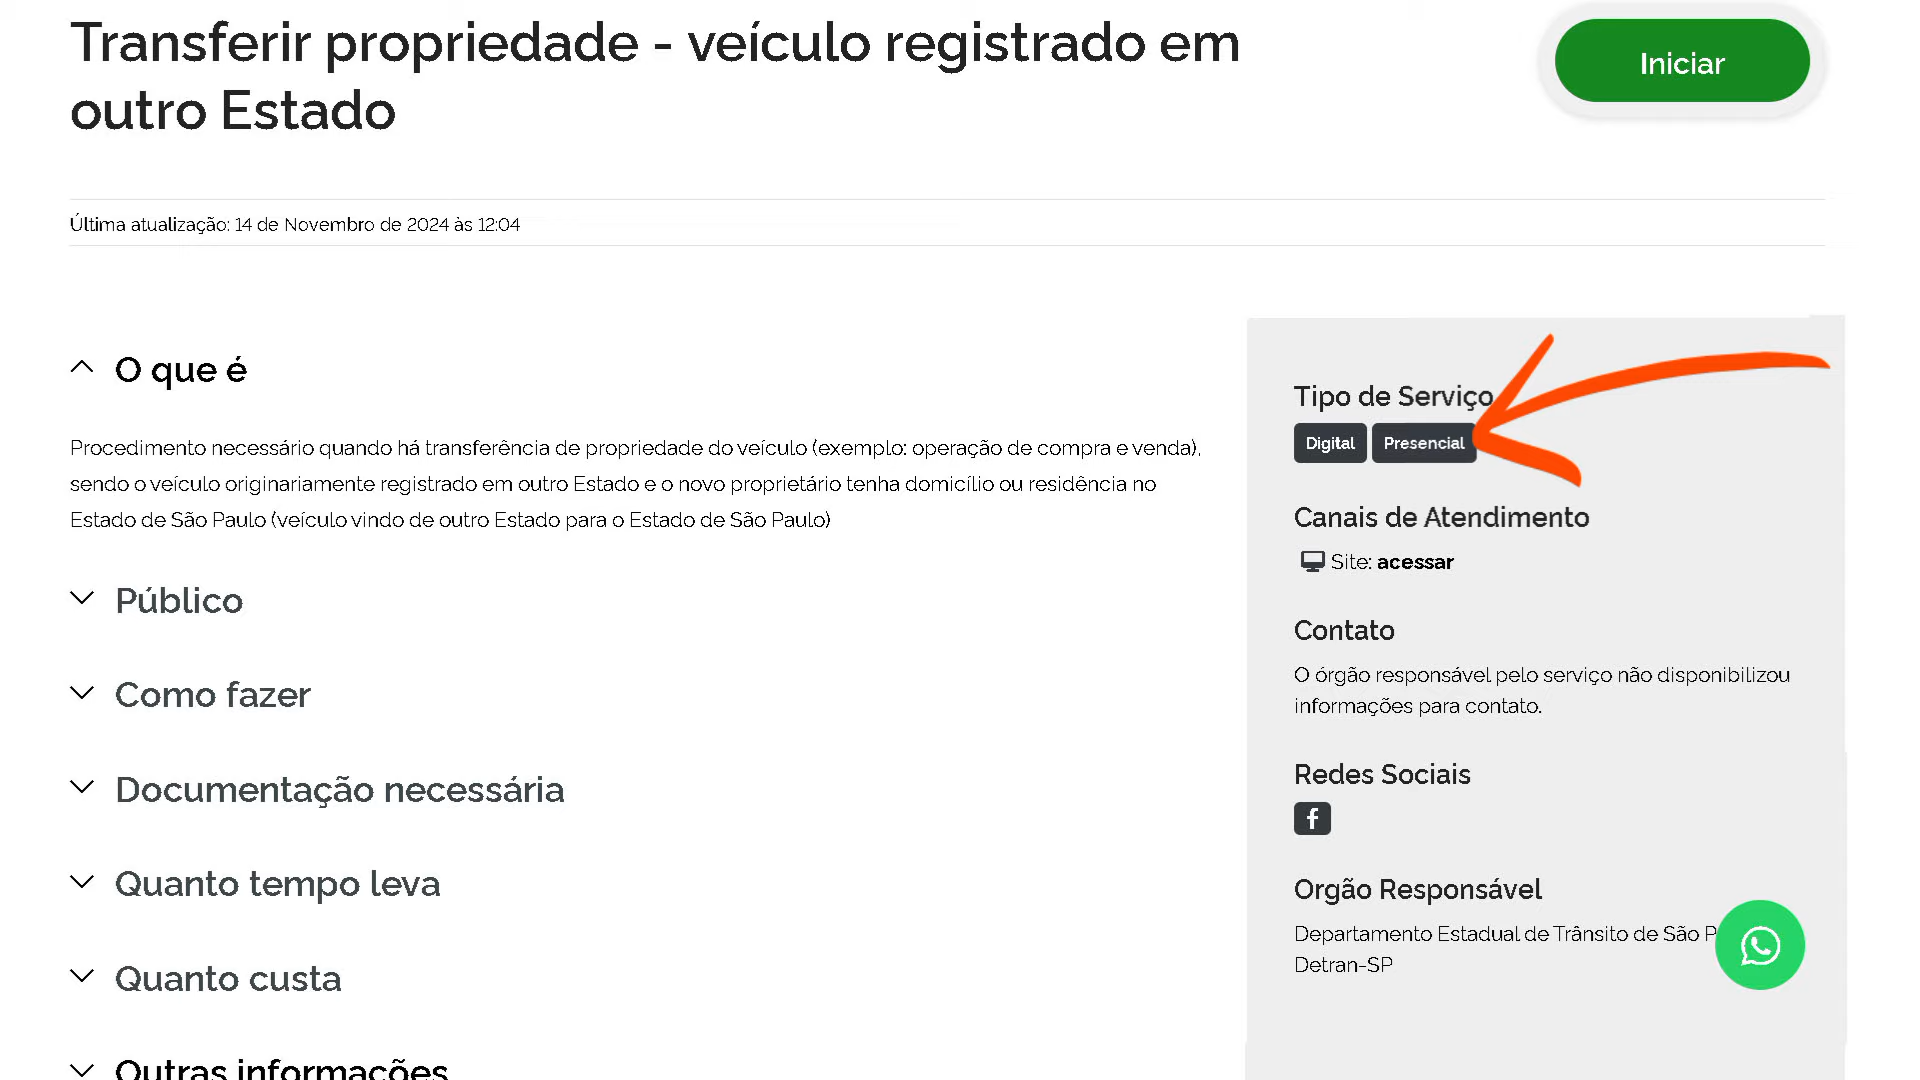 Transferir propriedade - veículo registrado em
outro Estado
Iniciar
Última atualização: 14 de Novembro de 2024 às 12:04
O que é
Procedimento necessário quando há transferência de propriedade do veículo (exemplo: operação de compra e venda),
sendo o veículo originariamente registrado em outro Estado e o novo proprietário tenha domicílio ou residência no
Estado de São Paulo (veículo vindo de outro Estado para o Estado de São Paulo)
Público
Como fazer
Documentação necessária
Quanto tempo leva
Quanto custa
Outras informações
Tipo de Serviço
Digital Presencial
Canais de Atendimento
Site: acessar
Contato
O órgão responsável pelo serviço não disponibilizou
informações para contato.
Redes Sociais
Orgão Responsável
Departamento Estadual de Trânsito de São P
Detran-SP